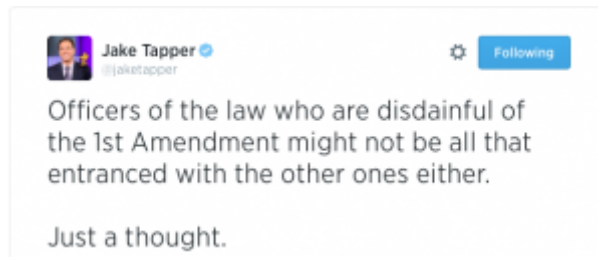 Jake Tapper
@jaketapper
Following
Officers of the law who are disdainful of
the 1st Amendment might not be all that
entranced with the other ones either.
Just a thought.